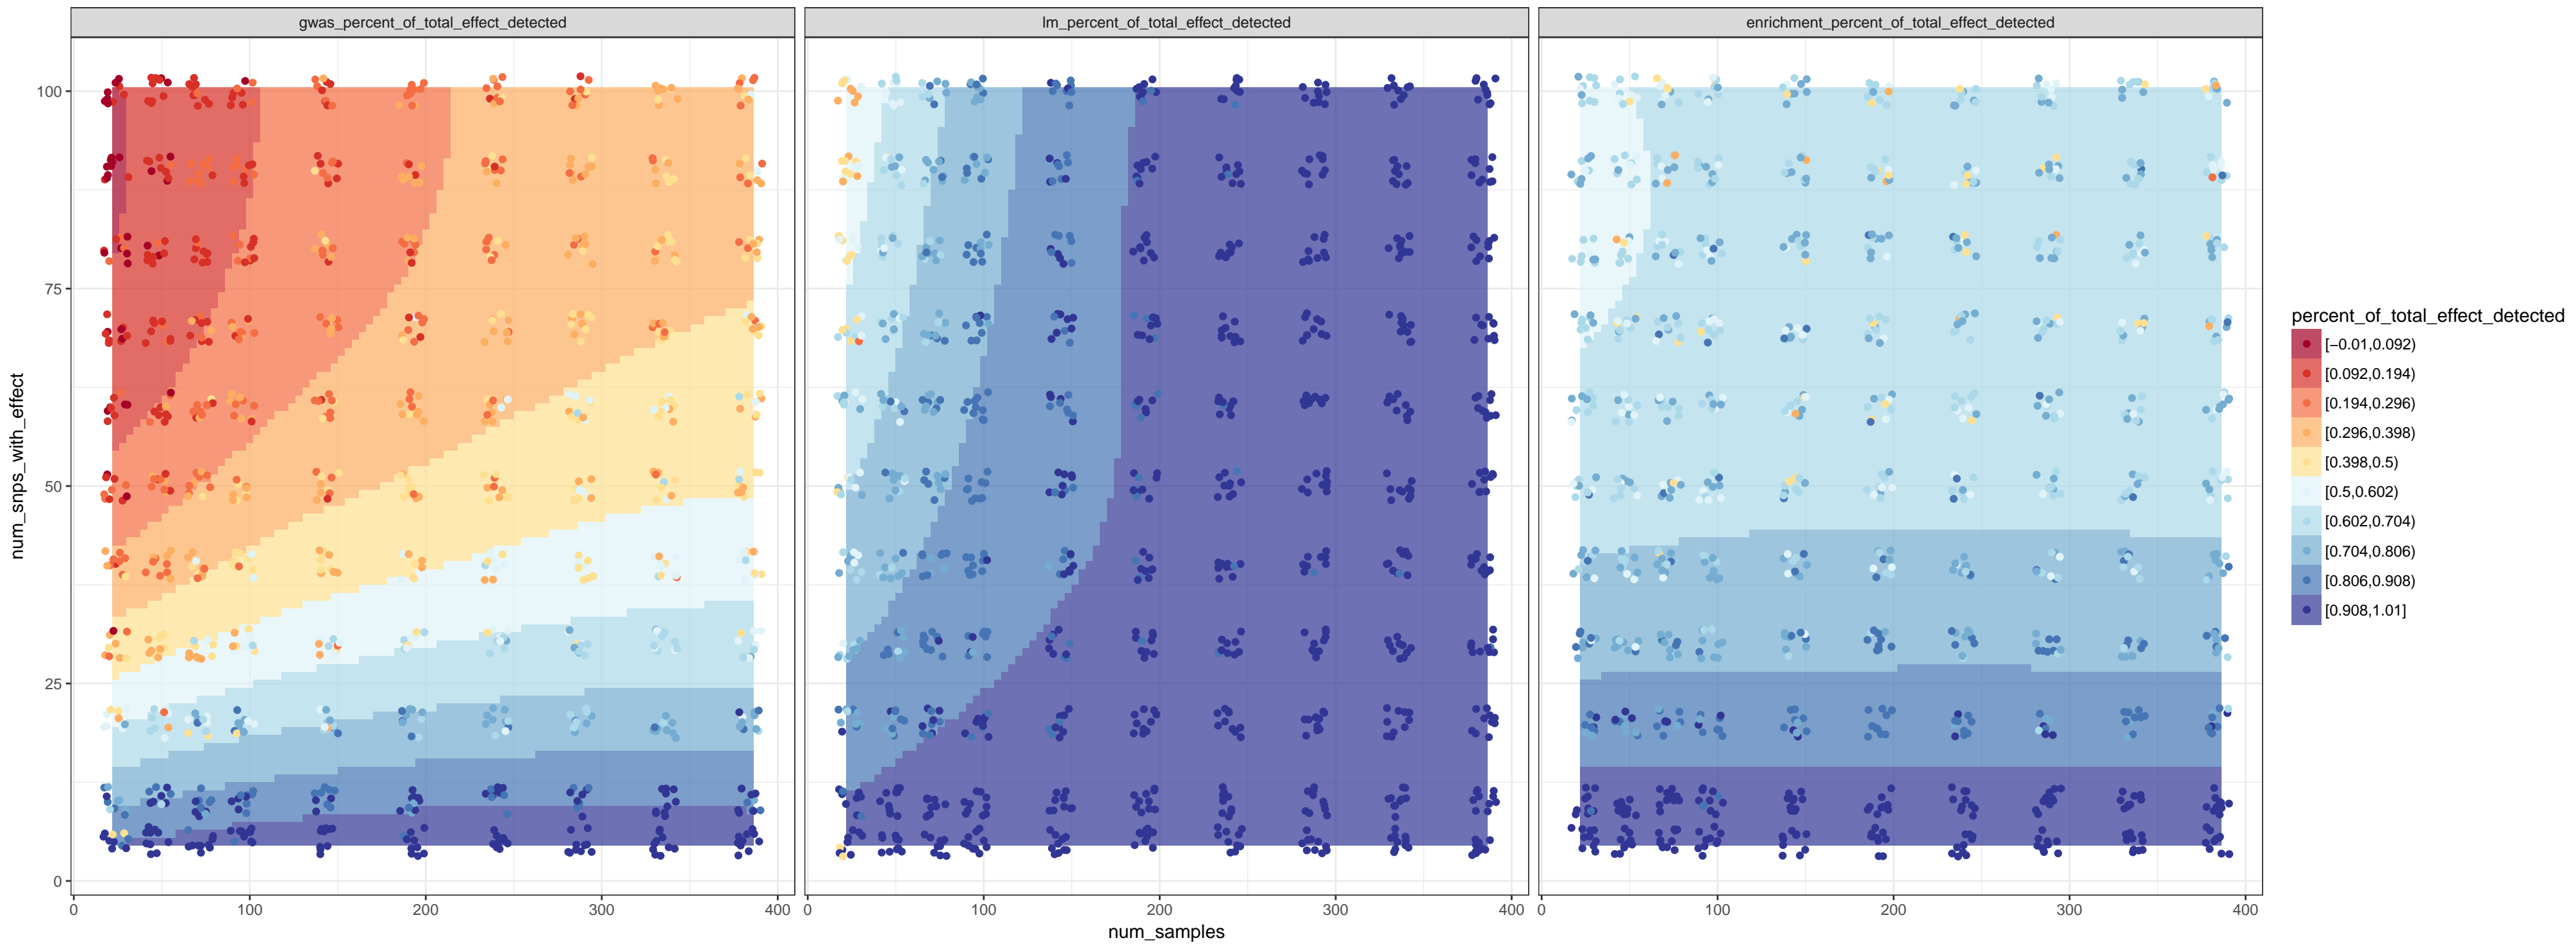 gwas_percent_of_total_effect_detected
lm_percent_of_total_effect_detected
enrichment_percent_of_total_effect_detected
num_snps_with_effect
100
75
50
25
0
0 100 200 300 400
0 100 200 300 400
0 100 200 300 400
num_samples
percent_of_total_effect_detected
[−0.01,0.092)
[0.092,0.194)
[0.194,0.296)
[0.296,0.398)
[0.398,0.5)
[0.5,0.602)
[0.602,0.704)
[0.704,0.806)
[0.806,0.908)
[0.908,1.01]